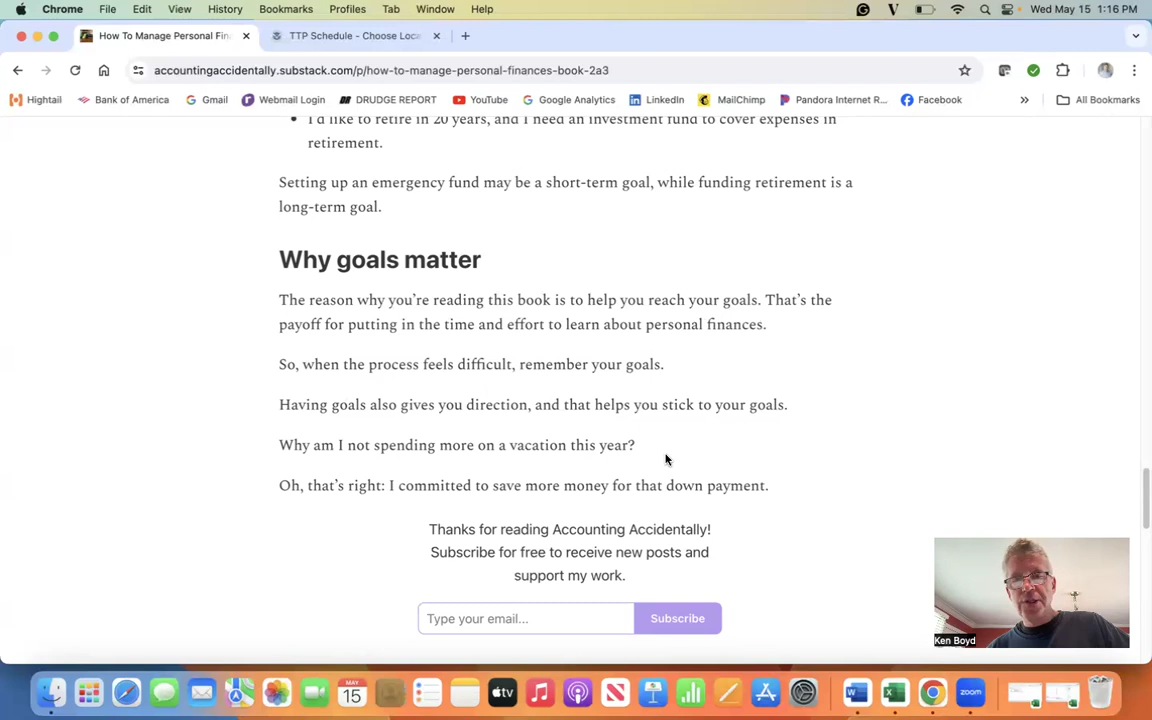 Chrome File Edit View History Bookmarks Profiles Tab Window Help Wed May 15 1:16 PM
How To Manage Personal Fin TTP Schedule - Choose Loca
accountingaccidentally.substack.com/p/how-to-manage-personal-finances-book-2a3
Hightail Bank of America Gmail Webmail Login DRUDGE REPORT YouTube Google Analytics LinkedIn MailChimp Pandora Internet R... Facebook » All Bookmarks
• I'd like to retire in 20 years, and I need an investment fund to cover expenses in
retirement.
Setting up an emergency fund may be a short-term goal, while funding retirement is a
long-term goal.
Why goals matter
The reason why you're reading this book is to help you reach your goals. That's the
payoff for putting in the time and effort to learn about personal finances.
So, when the process feels difficult, remember your goals.
Having goals also gives you direction, and that helps you stick to your goals.
Why am I not spending more on a vacation this year?
Oh, that's right: I committed to save more money for that down payment.
Thanks for reading Accounting Accidentally!
Subscribe for free to receive new posts and
support my work.
Type your email... Subscribe
Ken Boyd
MAY
15
tv
zoom